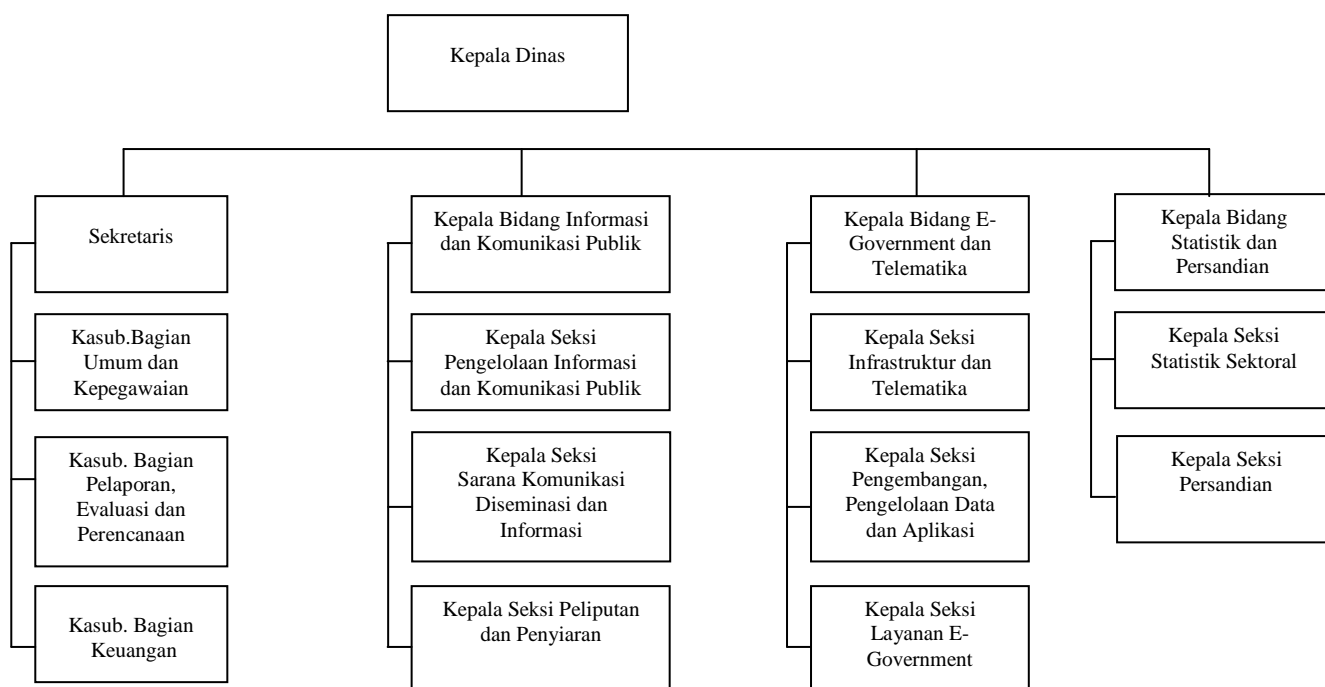 Kepala Dinas
Sekretaris
Kasub.Bagian
Umum dan
Kepegawaian
Kasub. Bagian
Pelaporan,
Evaluasi dan
Perencanaan
Kasub. Bagian
Keuangan
Kepala Bidang Informasi
dan Komunikasi Publik
Kepala Seksi
Pengelolaan Informasi
dan Komunikasi Publik
Kepala Seksi
Sarana Komunikasi
Diseminasi dan
Informasi
Kepala Seksi Peliputan
dan Penyiaran
Kepala Bidang E-
Government dan
Telematika
Kepala Seksi
Infrastruktur dan
Telematika
Kepala Seksi
Pengembangan,
Pengelolaan Data
dan Aplikasi
Kepala Seksi
Layanan E-
Government
Kepala Bidang
Statistik dan
Persandian
Kepala Seksi
Statistik Sektoral
Kepala Seksi
Persandian